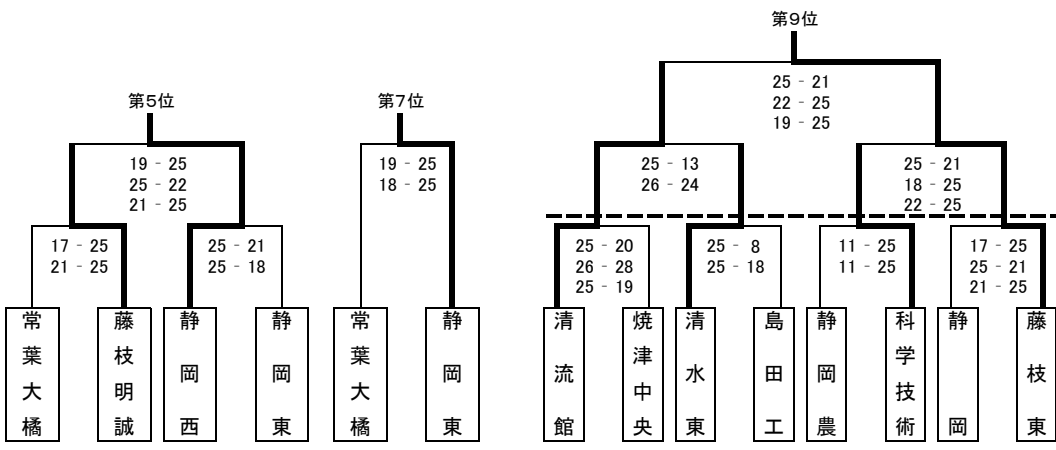 第9位
25 - 21
22 - 25
19 - 25
第5位
第7位
19 - 25
25 - 22
21 - 25
19 - 25
18 - 25
25 - 13
26 - 24
25 - 21
18 - 25
22 - 25
17 - 25
21 - 25
25 - 21
25 - 18
25 - 20
26 - 28
25 - 19
25 - 8
25 - 18
11 - 25
11 - 25
17 - 25
25 - 21
21 - 25
常葉大橘
藤枝明誠
静岡西
静岡東
常葉大橘
静岡東
清流館
焼津中央
清水東
島田工
静岡農
科学技術
静岡
藤枝東